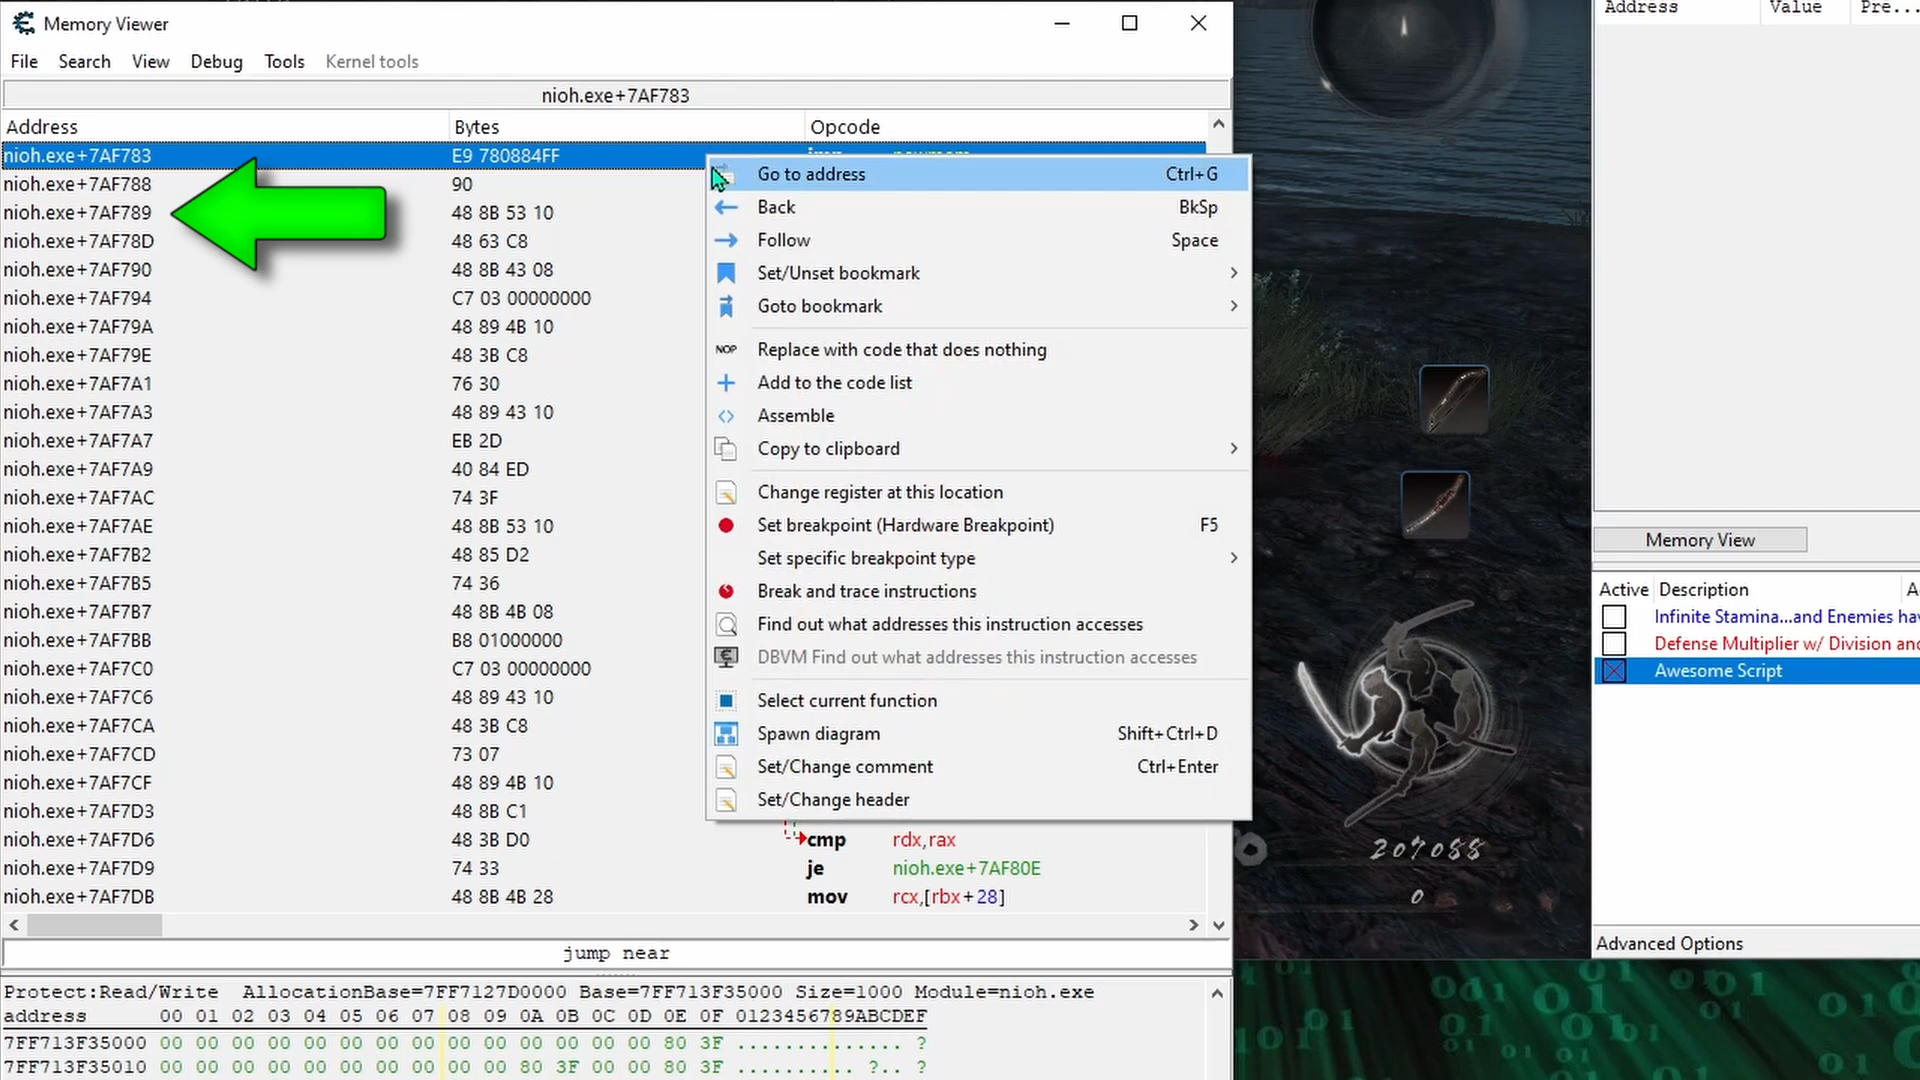 Memory Viewer
File Search View Debug Tools Kernel tools
nioh.exe+7AF783
Address Bytes Opcode
nioh.exe+7AF783 E9 780884FF
nioh.exe+7AF788 90
nioh.exe+7AF789 48 8B 53 10
nioh.exe+7AF78D 48 63 C8
nioh.exe+7AF790 48 8B 43 08
nioh.exe+7AF794 C7 03 00000000
nioh.exe+7AF79A 48 89 4B 10
nioh.exe+7AF79E 48 3B C8
nioh.exe+7AF7A1 76 30
nioh.exe+7AF7A3 48 89 43 10
nioh.exe+7AF7A7 EB 2D
nioh.exe+7AF7A9 40 84 ED
nioh.exe+7AF7AC 74 3F
nioh.exe+7AF7AE 48 8B 53 10
nioh.exe+7AF7B2 48 85 D2
nioh.exe+7AF7B5 74 36
nioh.exe+7AF7B7 48 8B 4B 08
nioh.exe+7AF7BB B8 01000000
nioh.exe+7AF7C0 C7 03 00000000
nioh.exe+7AF7C6 48 89 43 10
nioh.exe+7AF7CA 48 3B C8
nioh.exe+7AF7CD 73 07
nioh.exe+7AF7CF 48 89 4B 10
nioh.exe+7AF7D3 48 8B C1
nioh.exe+7AF7D6 48 3B D0 cmp rdx,rax
nioh.exe+7AF7D9 74 33 je nioh.exe+7AF80E
nioh.exe+7AF7DB 48 8B 4B 28 mov rcx,[rbx+28]
Go to address Ctrl+G
Back BkSp
Follow Space
Set/Unset bookmark
Goto bookmark
NOP Replace with code that does nothing
Add to the code list
Assemble
Copy to clipboard
Change register at this location
Set breakpoint (Hardware Breakpoint) F5
Set specific breakpoint type
Break and trace instructions
Find out what addresses this instruction accesses
DBVM Find out what addresses this instruction accesses
Select current function
Spawn diagram Shift+Ctrl+D
Set/Change comment Ctrl+Enter
Set/Change header
jump near
Protect:Read/Write AllocationBase=7FF7127D0000 Base=7FF713F35000 Size=1000 Module=nioh.exe
address 00 01 02 03 04 05 06 07 08 09 0A 0B 0C 0D 0E 0F 0123456789ABCDEF
7FF713F35000 00 00 00 00 00 00 00 00 00 00 00 00 00 00 80 3F .............. ?
7FF713F35010 00 00 00 00 00 00 00 00 00 00 80 3F 00 00 80 3F .......... ?.. ?
207088
0
Address Value Pre...
Memory View
Active Description
Infinite Stamina...and Enemies hav
Defense Multiplier w/ Division and
Awesome Script
Advanced Options